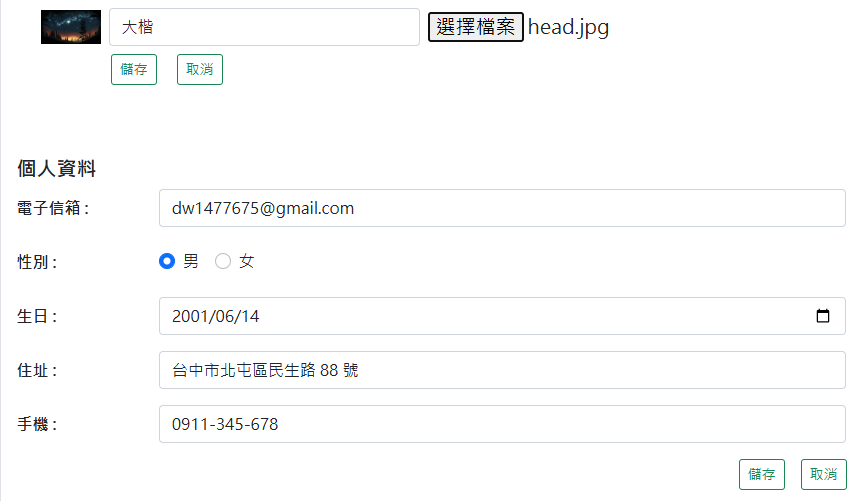 大楷 選擇檔案 head.jpg
儲存 取消
個人資料
電子信箱 : dw1477675@gmail.com
性別 : 男 女
生日 : 2001/06/14
住址 : 台中市北屯區民生路 88 號
手機 : 0911-345-678
儲存 取消